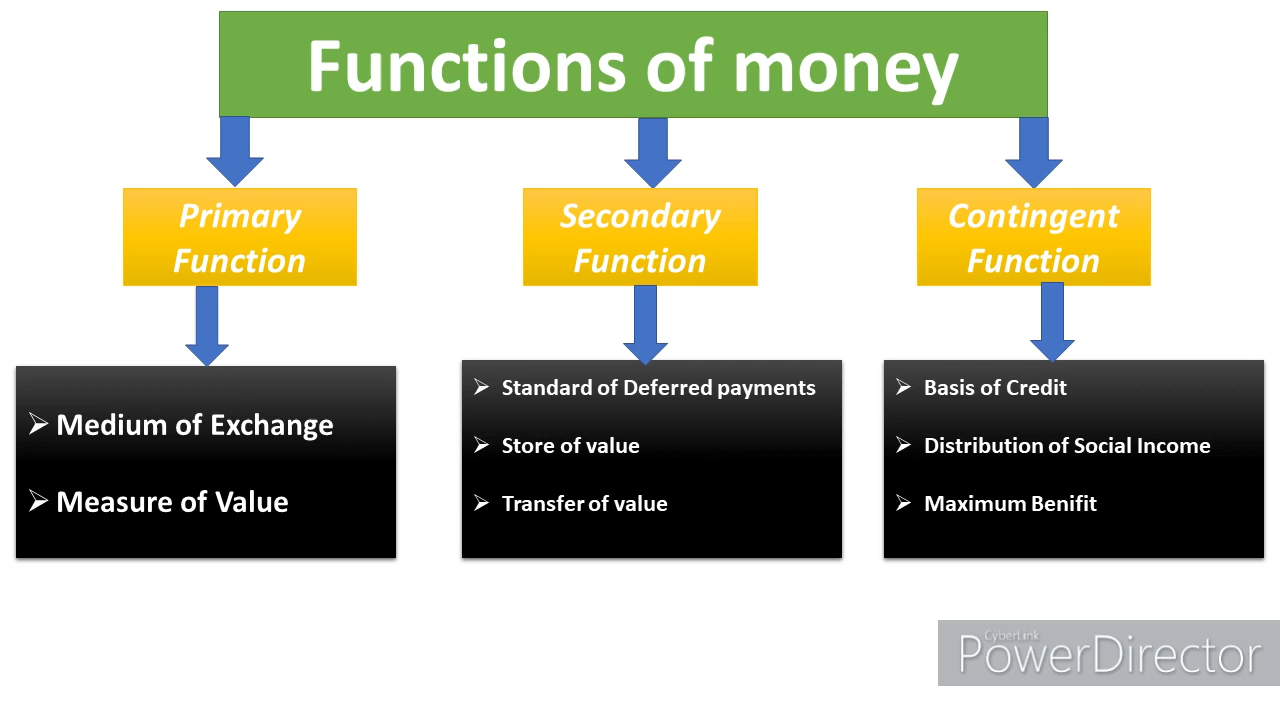 Functions of money
Primary
Function
Secondary
Function
Contingent
Function
Medium of Exchange
Measure of Value
Standard of Deferred payments
Store of value
Transfer of value
Basis of Credit
Distribution of Social Income
Maximum Benifit
CyberLink
PowerDirector